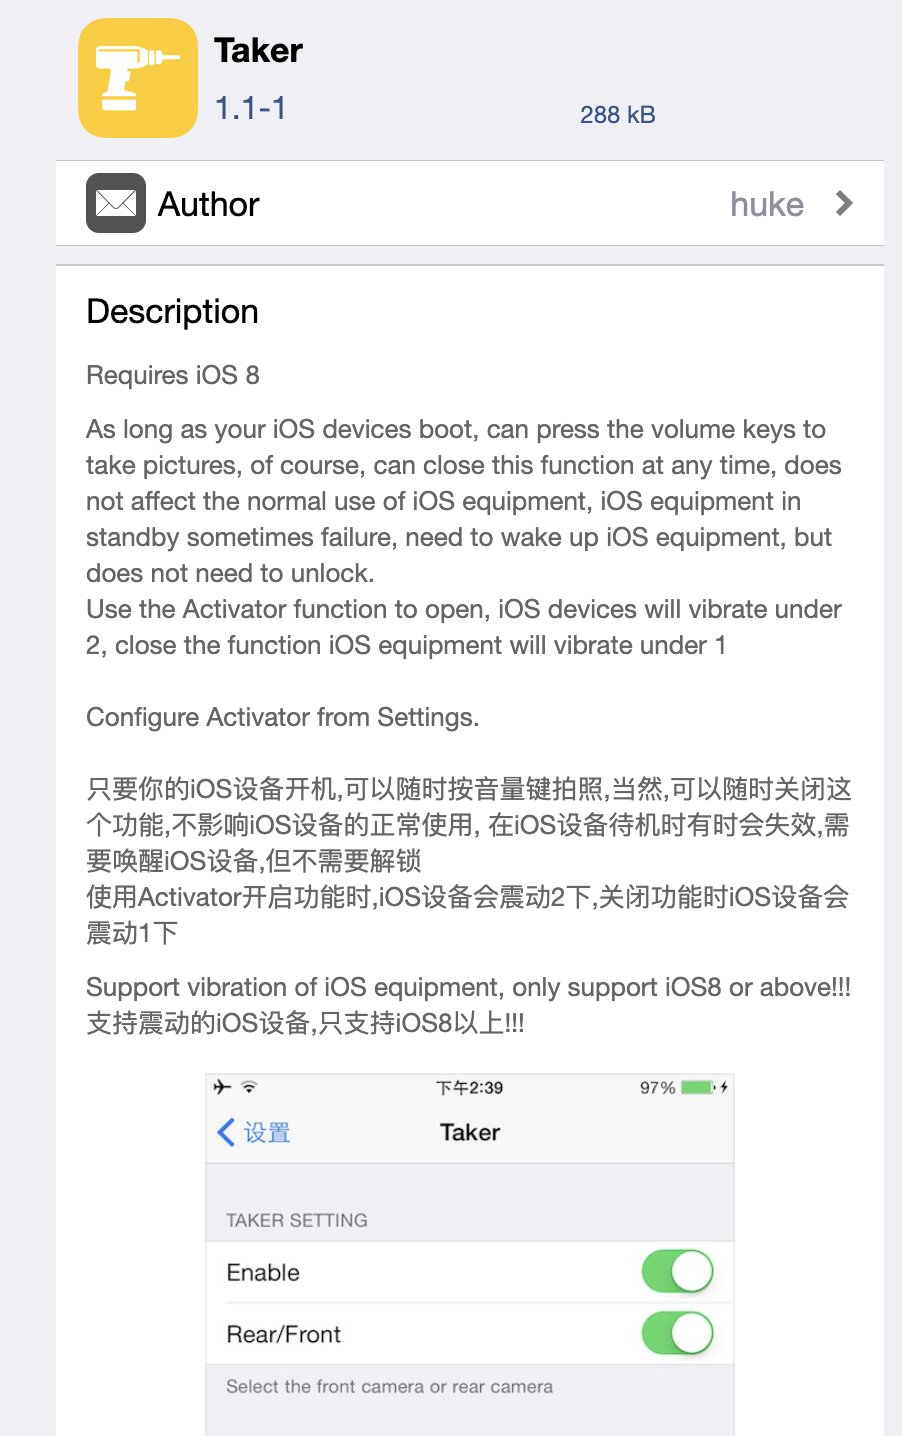 Taker
1.1-1
288 kB
Author
huke
Description
Requires iOS 8
As long as your iOS devices boot, can press the volume keys to
take pictures, of course, can close this function at any time, does
not affect the normal use of iOS equipment, iOS equipment in
standby sometimes failure, need to wake up iOS equipment, but
does not need to unlock.
Use the Activator function to open, iOS devices will vibrate under
2, close the function iOS equipment will vibrate under 1
Configure Activator from Settings.
只要你的iOS设备开机,可以随时按音量键拍照,当然,可以随时关闭这
个功能,不影响iOS设备的正常使用, 在iOS设备待机时有时会失效,需
要唤醒iOS设备,但不需要解锁
使用Activator开启功能时,iOS设备会震动2下,关闭功能时iOS设备会
震动1下
Support vibration of iOS equipment, only support iOS8 or above!!!
支持震动的iOS设备,只支持iOS8以上!!!
下午2:39
97%
设置
Taker
TAKER SETTING
Enable
Rear/Front
Select the front camera or rear camera